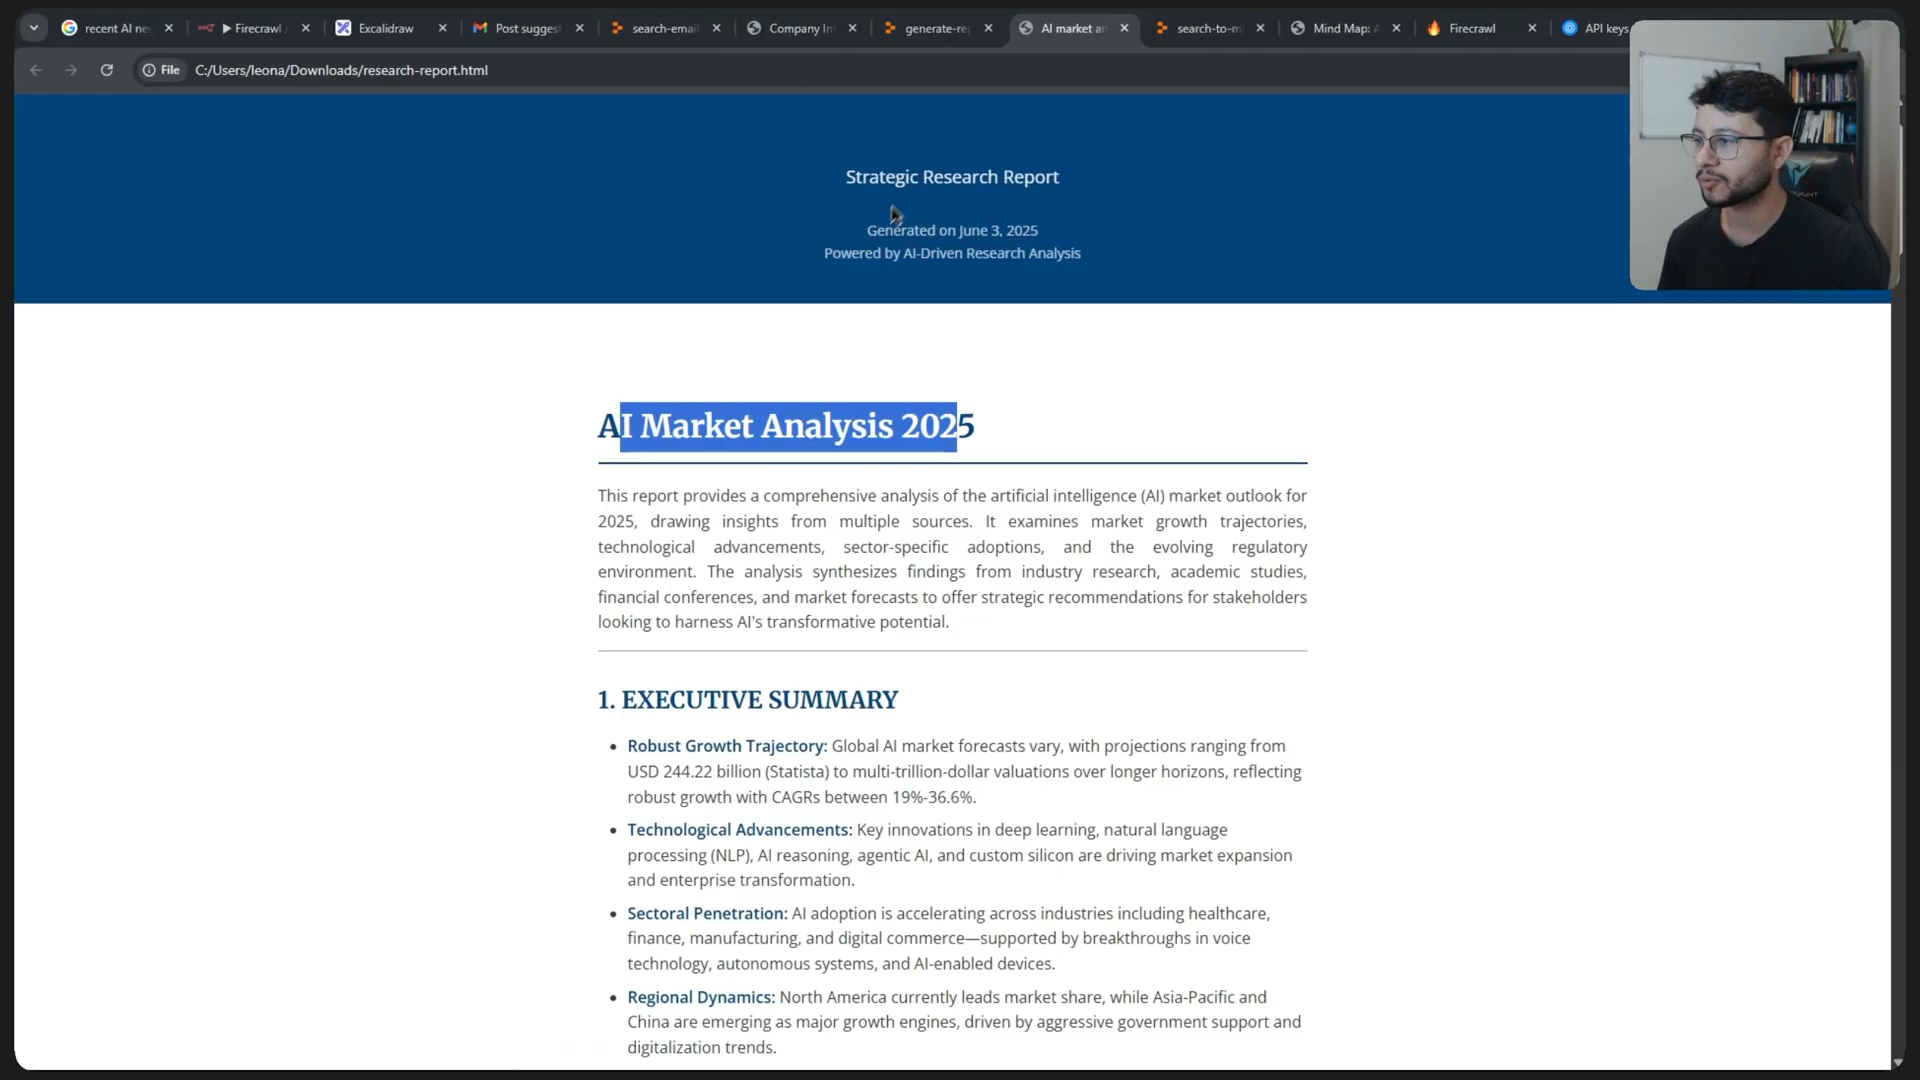 recent AI ne
Firecrawl /
Excalidraw
Post suggest
search-email
Company In
generate-rep
AI market an
search-to-m
Mind Map: A
Firecrawl
API keys
File
C:/Users/leona/Downloads/research-report.html
Strategic Research Report
Generated on June 3, 2025
Powered by AI-Driven Research Analysis
AI Market Analysis 2025
This report provides a comprehensive analysis of the artificial intelligence (AI) market outlook for
2025, drawing insights from multiple sources. It examines market growth trajectories,
technological advancements, sector-specific adoptions, and the evolving regulatory
environment. The analysis synthesizes findings from industry research, academic studies,
financial conferences, and market forecasts to offer strategic recommendations for stakeholders
looking to harness AI's transformative potential.
1. EXECUTIVE SUMMARY
• Robust Growth Trajectory: Global AI market forecasts vary, with projections ranging from
USD 244.22 billion (Statista) to multi-trillion-dollar valuations over longer horizons, reflecting
robust growth with CAGRs between 19%-36.6%.
• Technological Advancements: Key innovations in deep learning, natural language
processing (NLP), AI reasoning, agentic AI, and custom silicon are driving market expansion
and enterprise transformation.
• Sectoral Penetration: AI adoption is accelerating across industries including healthcare,
finance, manufacturing, and digital commerce—supported by breakthroughs in voice
technology, autonomous systems, and AI-enabled devices.
• Regional Dynamics: North America currently leads market share, while Asia-Pacific and
China are emerging as major growth engines, driven by aggressive government support and
digitalization trends.